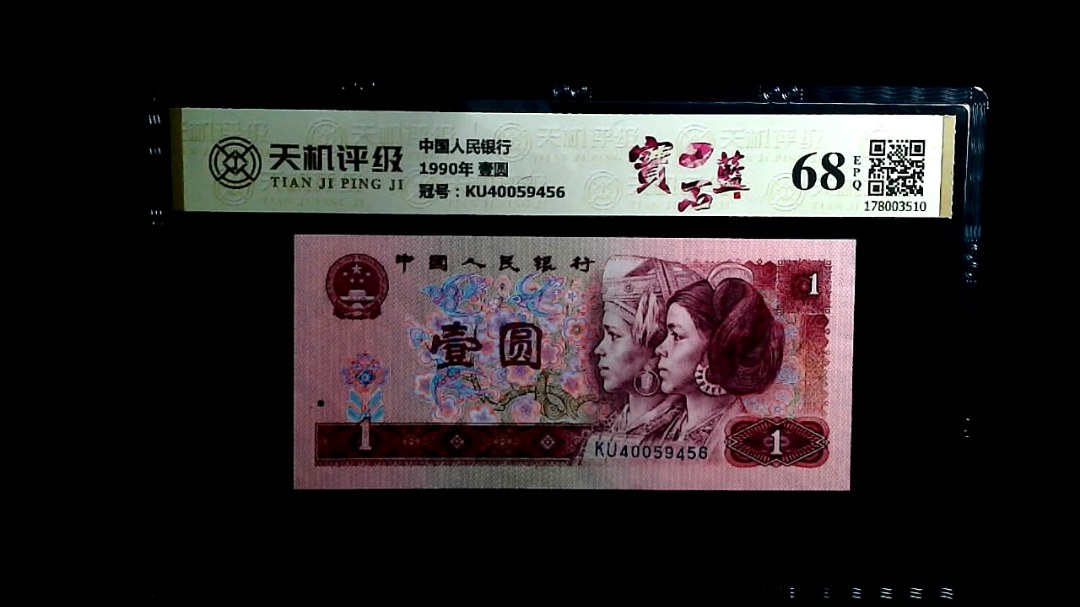 天机评级
TIAN JI PING JI
中国人民银行
1990年 壹圆
冠号：KU40059456
寶石藍
68
EPQ
178003510
中国人民银行
1
壹圆
1
KU40059456
1